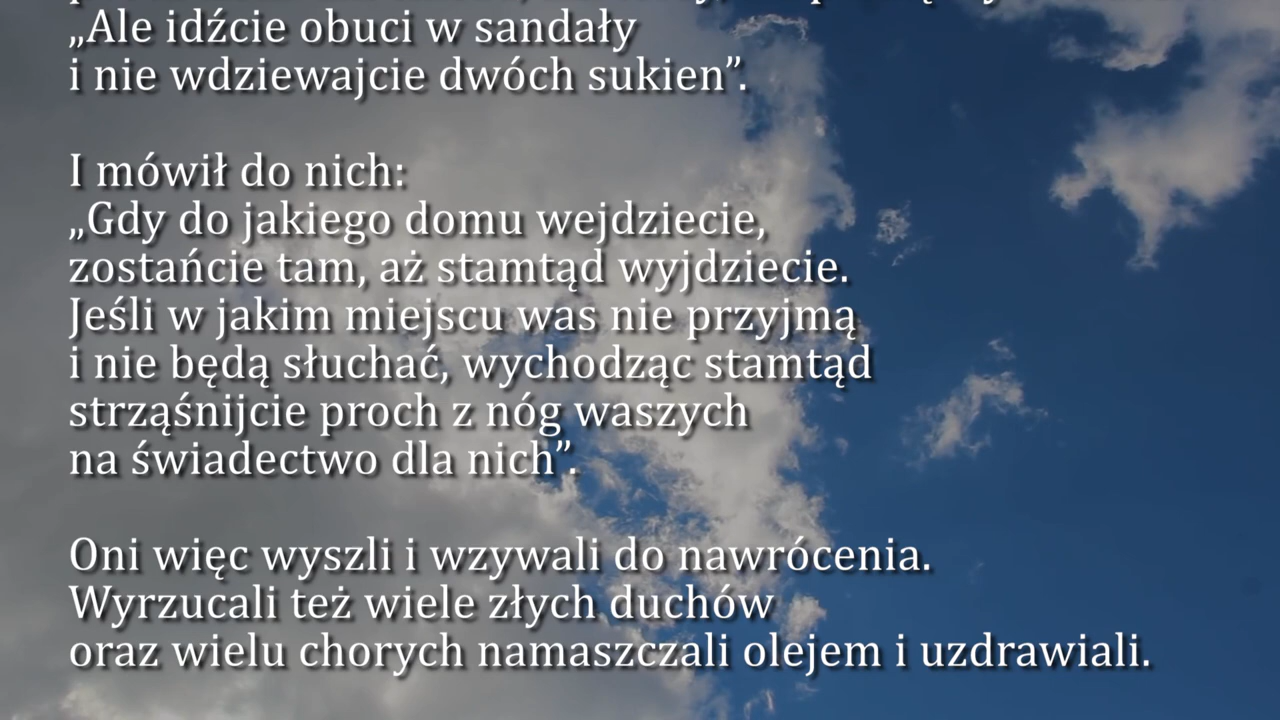 „Ale idźcie obuci w sandały
i nie wdziewajcie dwóch sukien”.
I mówił do nich:
„Gdy do jakiego domu wejdziecie,
zostańcie tam, aż stamtąd wyjdziecie.
Jeśli w jakim miejscu was nie przyjmą
i nie będą słuchać, wychodząc stamtąd
strząśnijcie proch z nóg waszych
na świadectwo dla nich”.
Oni więc wyszli i wzywali do nawrócenia.
Wyrzucali też wiele złych duchów
oraz wielu chorych namaszczali olejem i uzdrawiali.